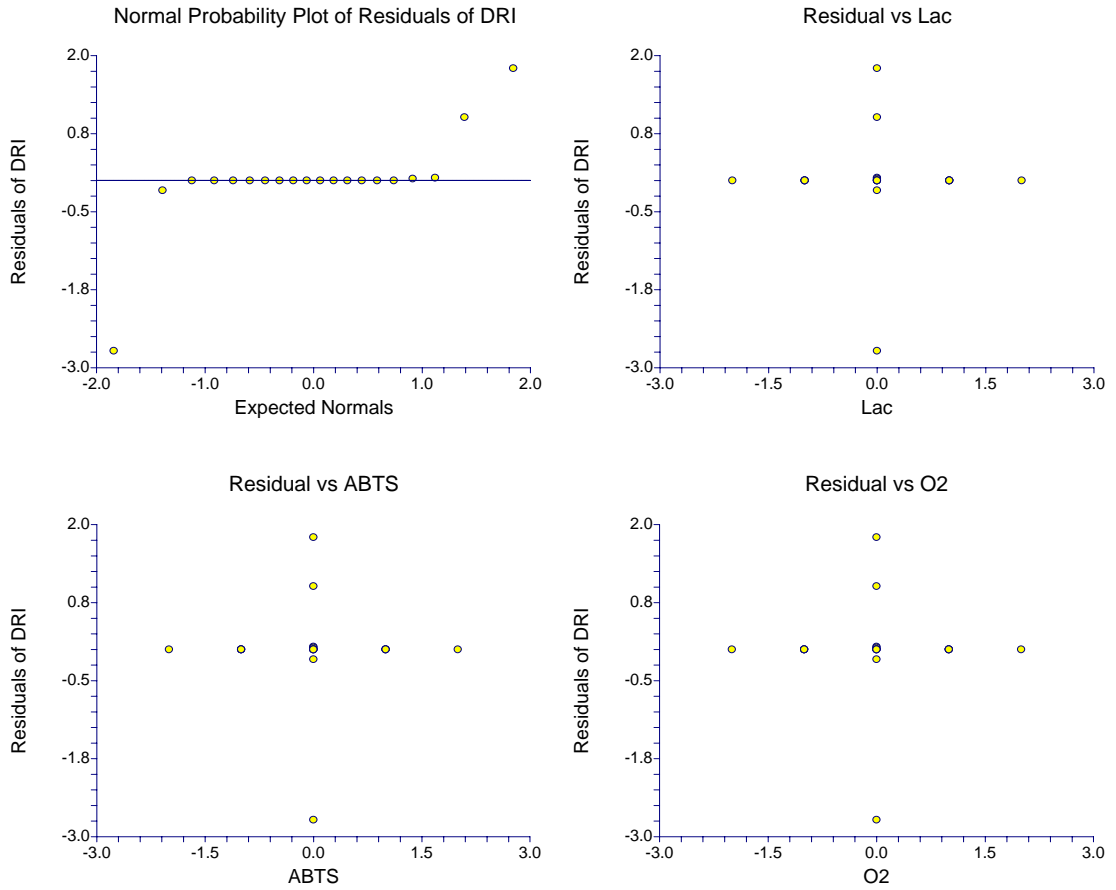 Normal Probability Plot of Residuals of DRI
2.0
0.8
-0.5
-1.8
-3.0
Residuals of DRI
-2.0 -1.0 0.0 1.0 2.0
Expected Normals
Residual vs Lac
2.0
0.8
-0.5
-1.8
-3.0
Residuals of DRI
-3.0 -1.5 0.0 1.5 3.0
Lac
Residual vs ABTS
2.0
0.8
-0.5
-1.8
-3.0
Residuals of DRI
-3.0 -1.5 0.0 1.5 3.0
ABTS
Residual vs O2
2.0
0.8
-0.5
-1.8
-3.0
Residuals of DRI
-3.0 -1.5 0.0 1.5 3.0
O2